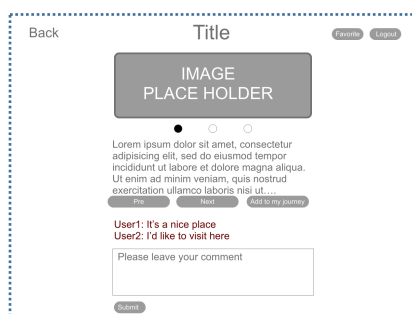 Back Title Favorite Logout
IMAGE
PLACE HOLDER
Lorem ipsum dolor sit amet, consectetur
adipisicing elit, sed do eiusmod tempor
incididunt ut labore et dolore magna aliqua.
Ut enim ad minim veniam, quis nostrud
exercitation ullamco laboris nisi ut....
Pre Next Add to my journey
User1: It's a nice place
User2: I'd like to visit here
Please leave your comment
Submit